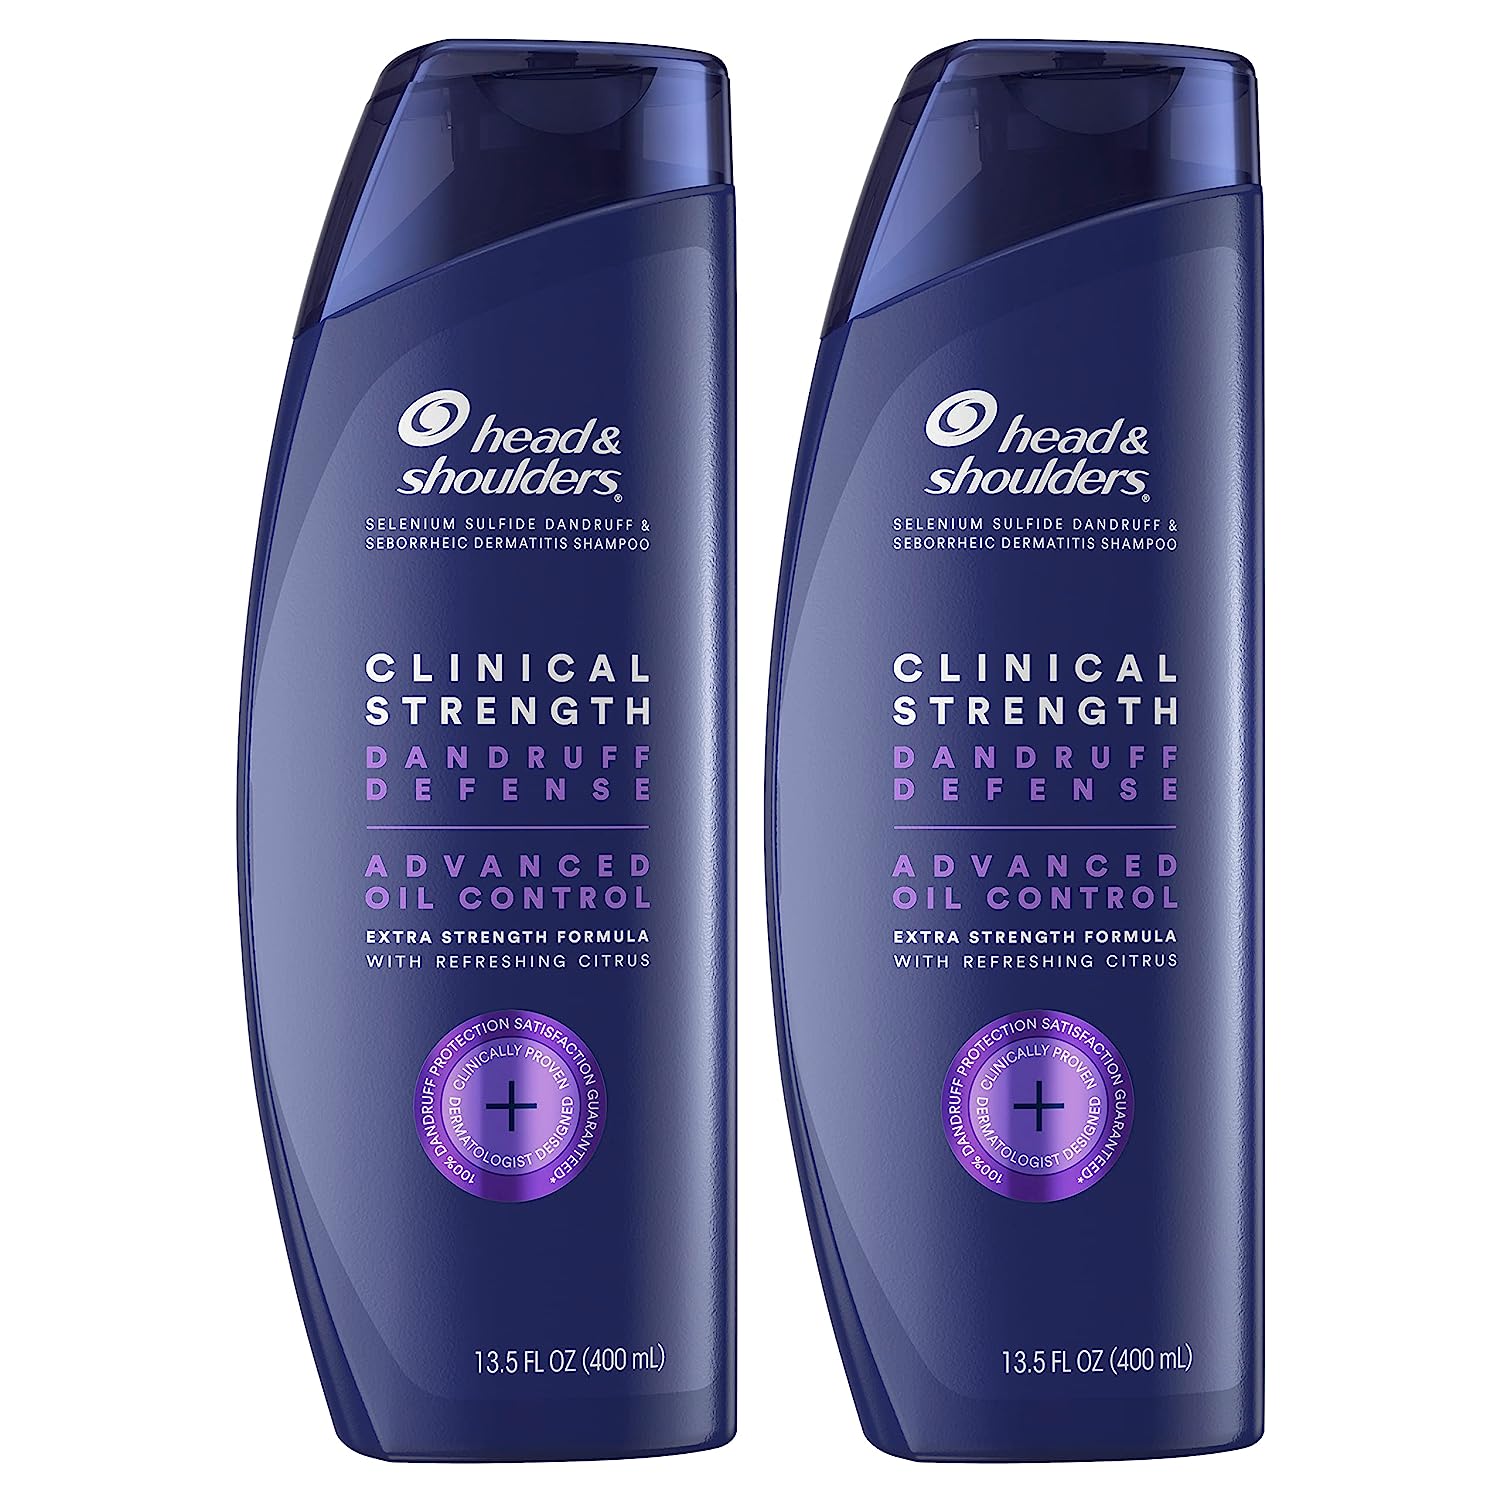 head &
shoulders®
SELENIUM SULFIDE DANDRUFF &
SEBORRHEIC DERMATITIS SHAMPOO
CLINICAL
STRENGTH
DANDRUFF
DEFENSE
ADVANCED
OIL CONTROL
EXTRA STRENGTH FORMULA
WITH REFRESHING CITRUS
100% DANDRUFF PROTECTION SATISFACTION GUARANTEED*
CLINICALLY PROVEN
DERMATOLOGIST DESIGNED
+
13.5 FL OZ (400 mL)
head &
shoulders®
SELENIUM SULFIDE DANDRUFF &
SEBORRHEIC DERMATITIS SHAMPOO
CLINICAL
STRENGTH
DANDRUFF
DEFENSE
ADVANCED
OIL CONTROL
EXTRA STRENGTH FORMULA
WITH REFRESHING CITRUS
100% DANDRUFF PROTECTION SATISFACTION GUARANTEED*
CLINICALLY PROVEN
DERMATOLOGIST DESIGNED
+
13.5 FL OZ (400 mL)